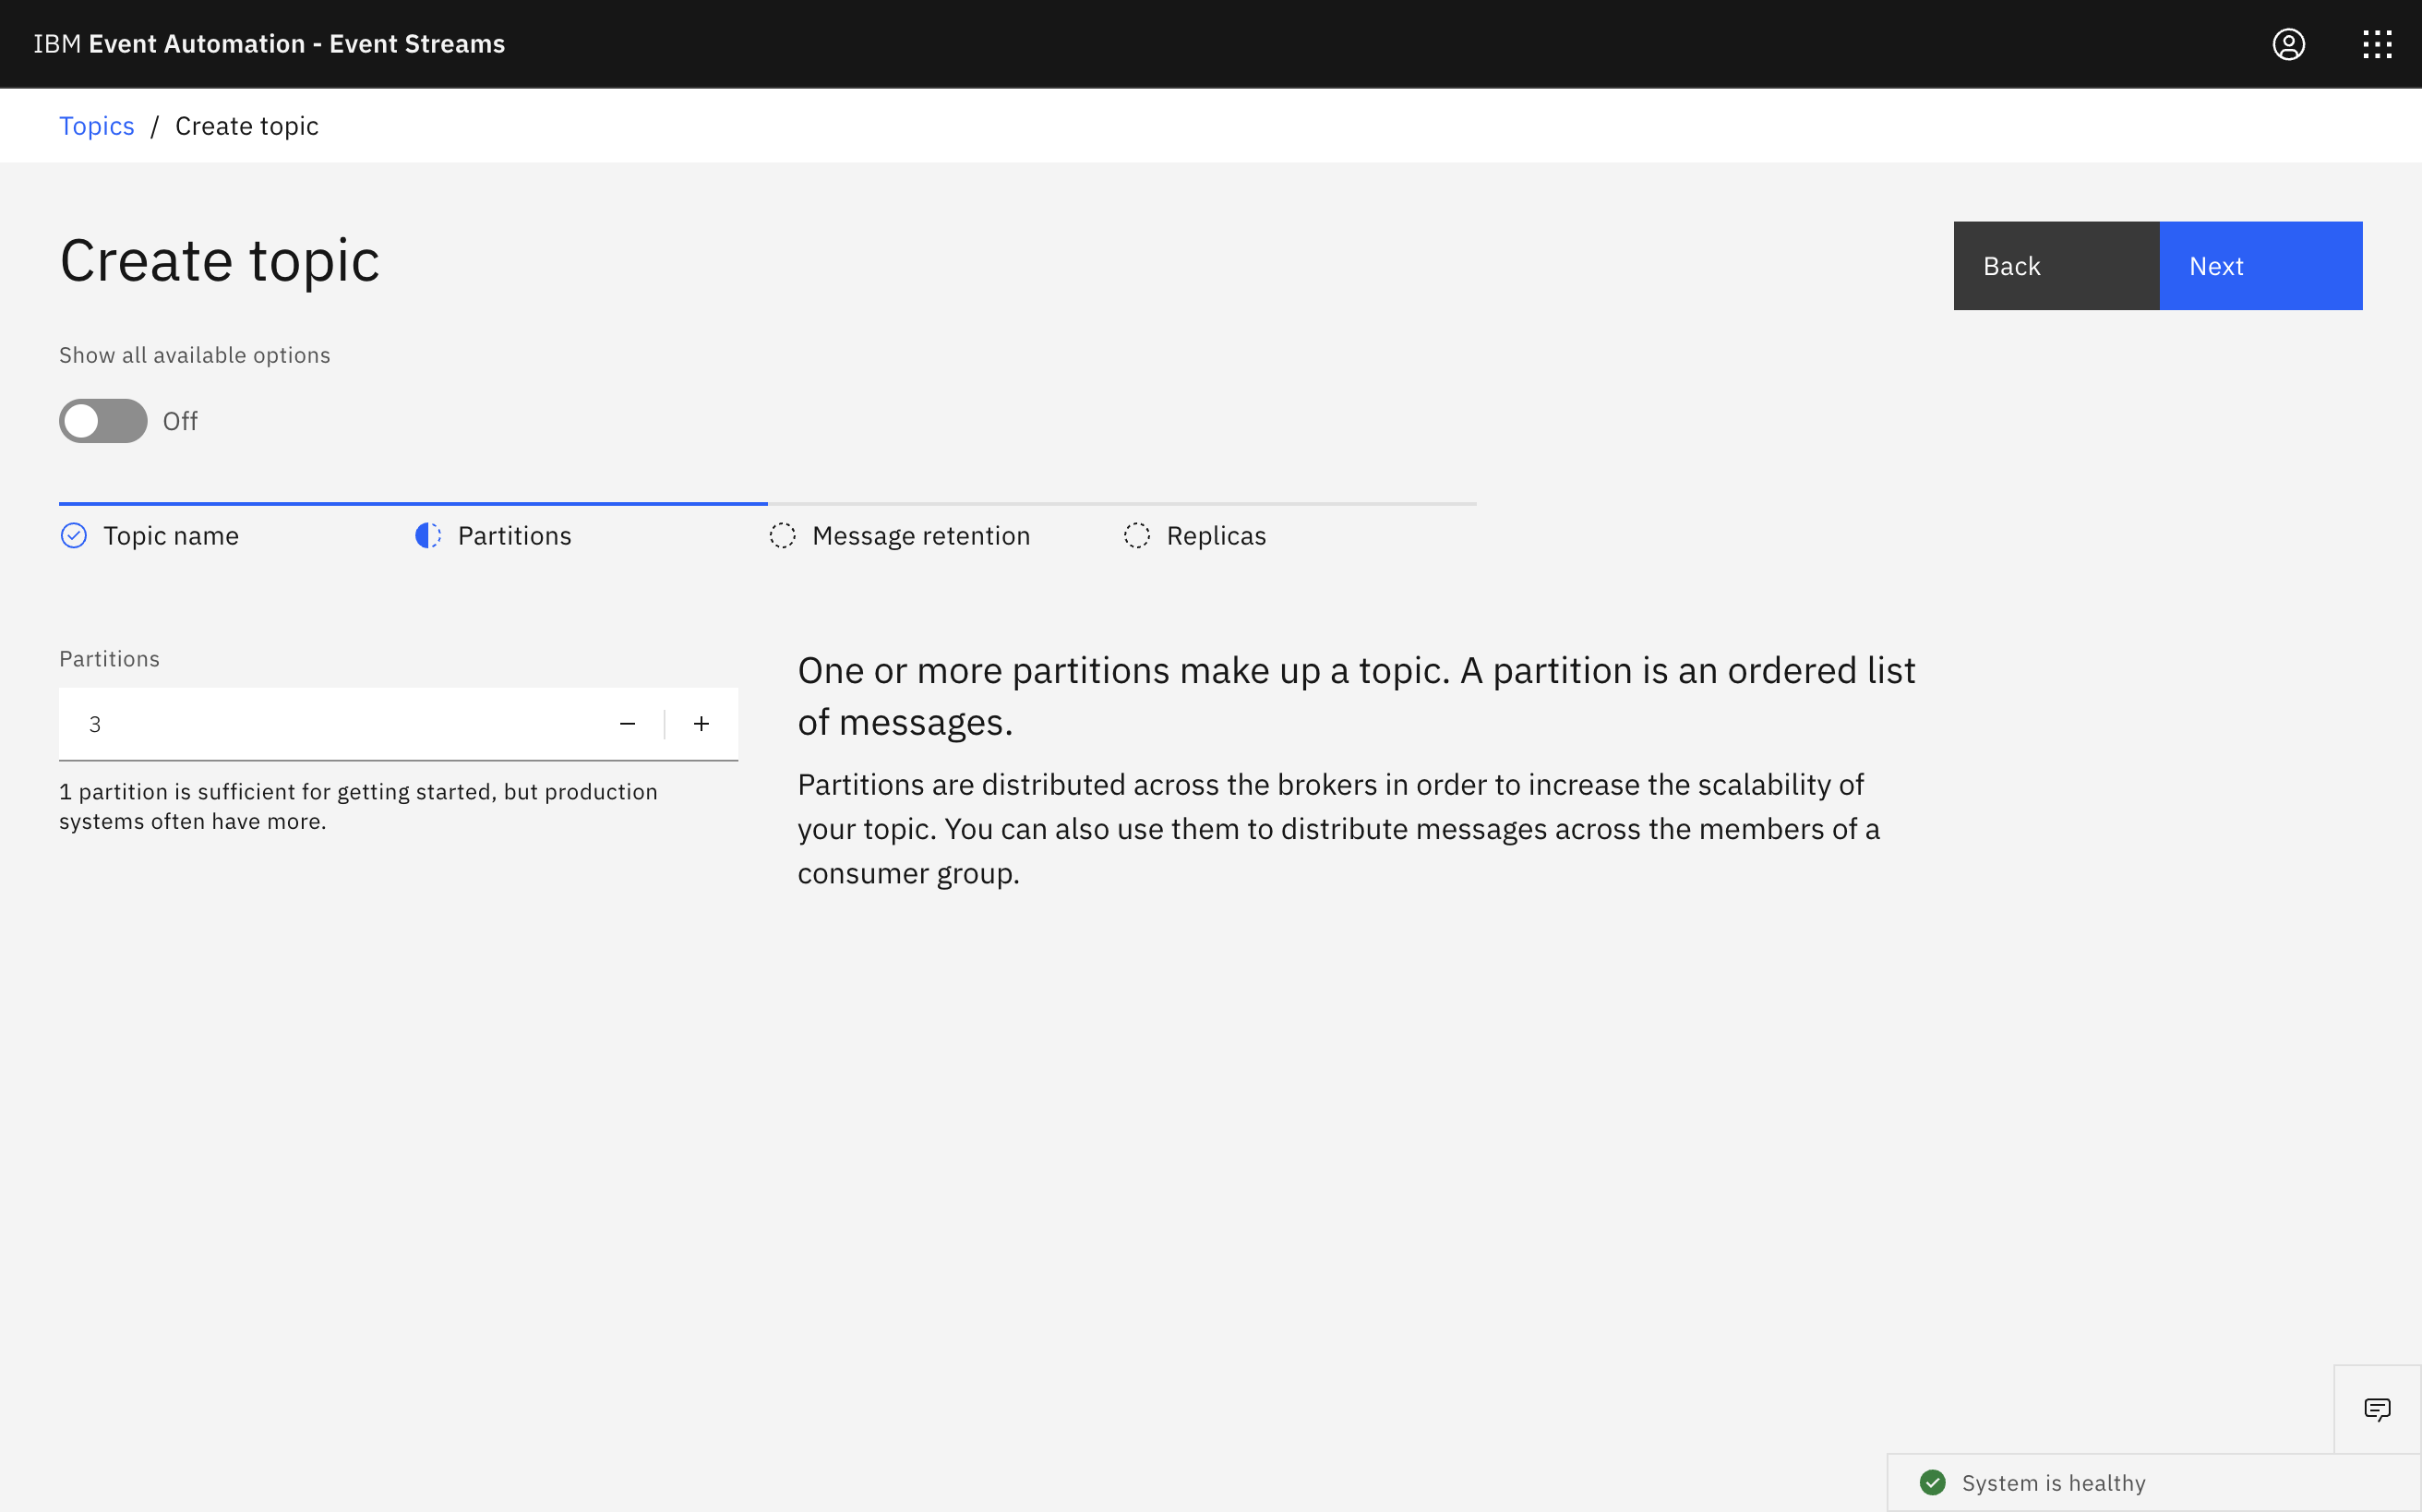 IBM Event Automation - Event Streams
Topics / Create topic
Create topic
Back
Next
Show all available options
Off
Topic name
Partitions
Message retention
Replicas
Partitions
3
1 partition is sufficient for getting started, but production
systems often have more.
One or more partitions make up a topic. A partition is an ordered list
of messages.
Partitions are distributed across the brokers in order to increase the scalability of
your topic. You can also use them to distribute messages across the members of a
consumer group.
System is healthy